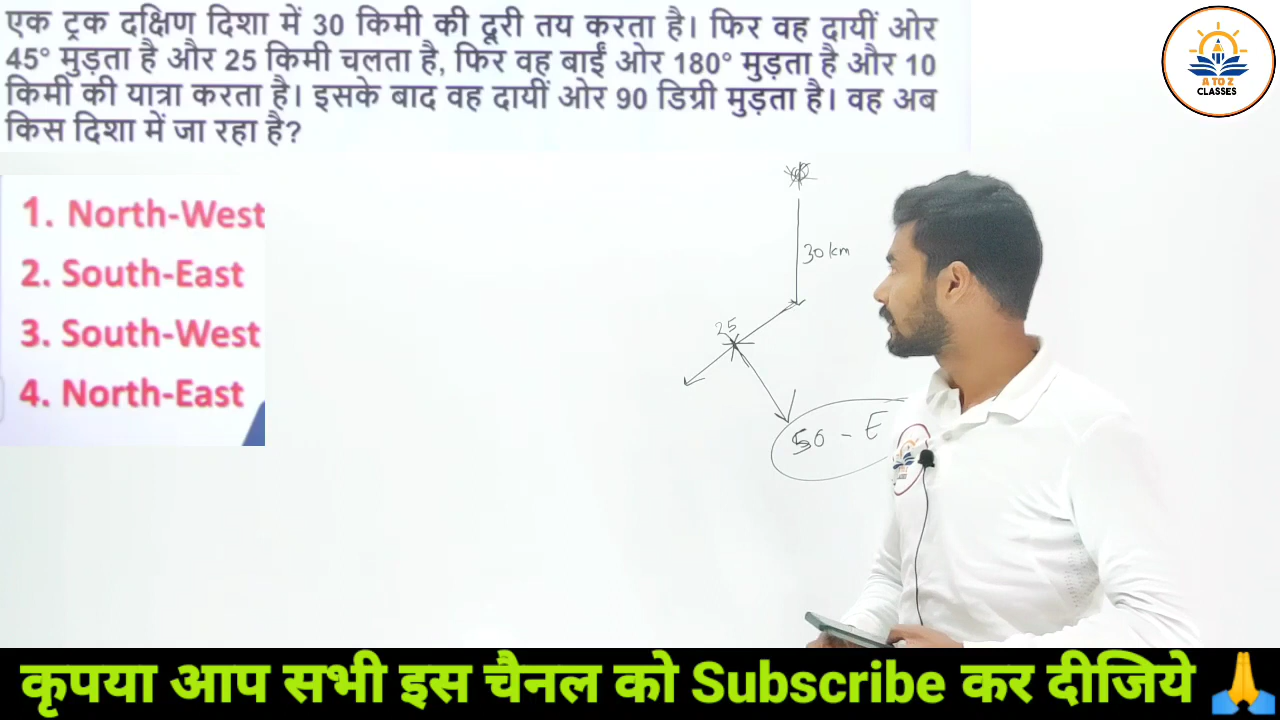 एक ट्रक दक्षिण दिशा में 30 किमी की दूरी तय करता है। फिर वह दायीं ओर
45° मुड़ता है और 25 किमी चलता है, फिर वह बाईं ओर 180° मुड़ता है और 10
किमी की यात्रा करता है। इसके बाद वह दायीं ओर 90 डिग्री मुड़ता है। वह अब
किस दिशा में जा रहा है?
A TO Z
CLASSES
1. North-West
2. South-East
3. South-West
4. North-East
30 km
25
50 - E
कृपया आप सभी इस चैनल को Subscribe कर दीजिये 🙏